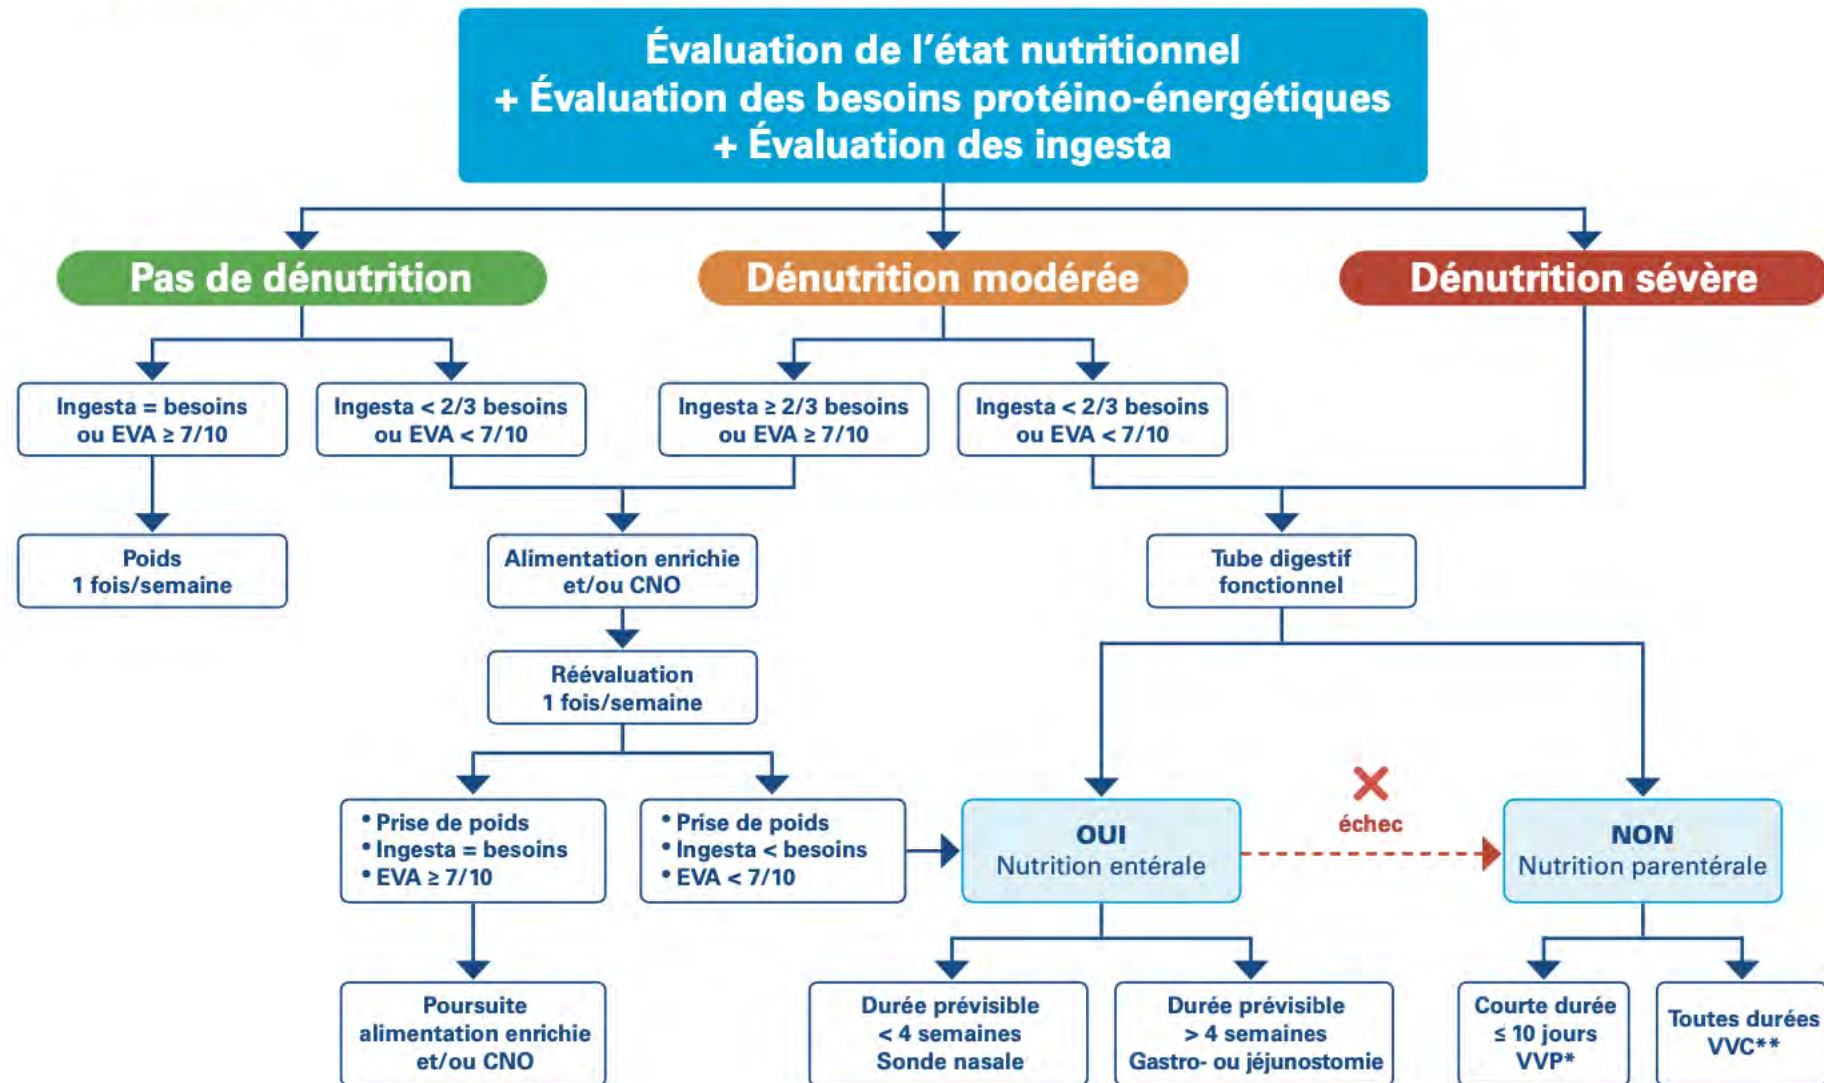 Évaluation de l'état nutritionnel
+ Évaluation des besoins protéino-énergétiques
+ Évaluation des ingesta
Pas de dénutrition
Dénutrition modérée
Dénutrition sévère
Ingesta = besoins
ou EVA ≥ 7/10
Ingesta < 2/3 besoins
ou EVA < 7/10
Ingesta ≥ 2/3 besoins
ou EVA ≥ 7/10
Ingesta < 2/3 besoins
ou EVA < 7/10
Poids
1 fois/semaine
Alimentation enrichie
et/ou CNO
Tube digestif
fonctionnel
Réévaluation
1 fois/semaine
• Prise de poids
• Ingesta = besoins
• EVA ≥ 7/10
• Prise de poids
• Ingesta < besoins
• EVA < 7/10
OUI
Nutrition entérale
échec
NON
Nutrition parentérale
Poursuite
alimentation enrichie
et/ou CNO
Durée prévisible
< 4 semaines
Sonde nasale
Durée prévisible
> 4 semaines
Gastro- ou jéjunostomie
Courte durée
≤ 10 jours
VVP*
Toutes durées
VVC**